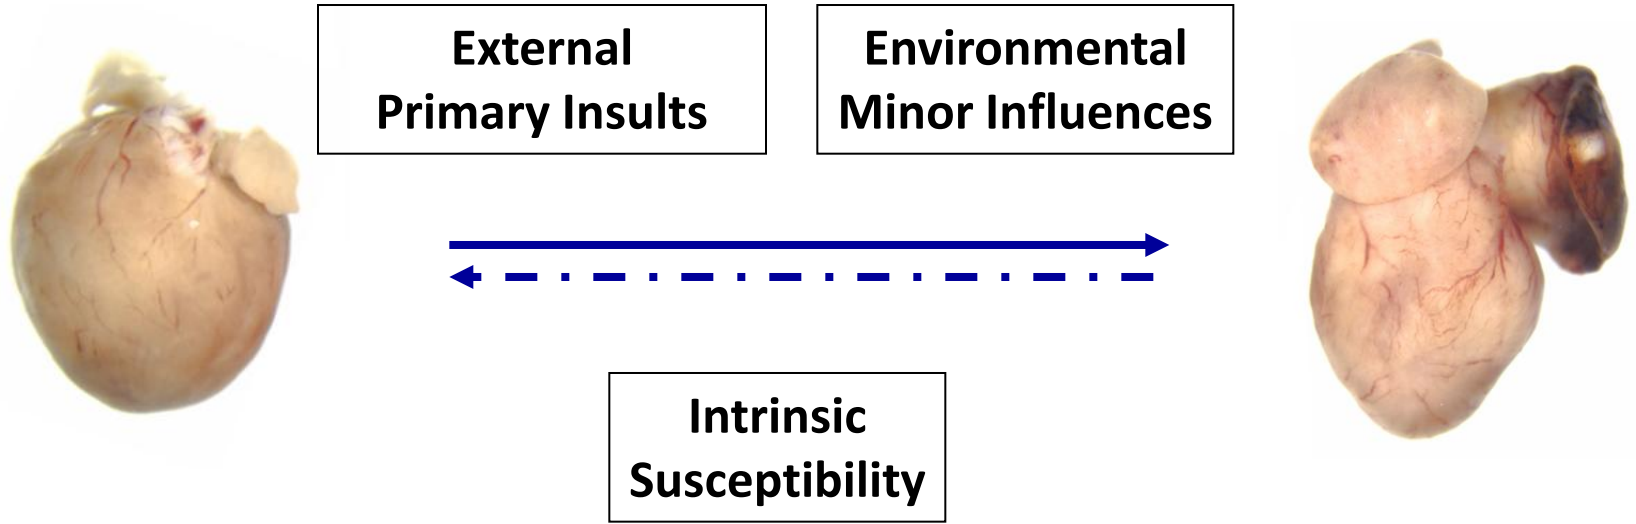 External
Primary Insults
Environmental
Minor Influences
Intrinsic
Susceptibility